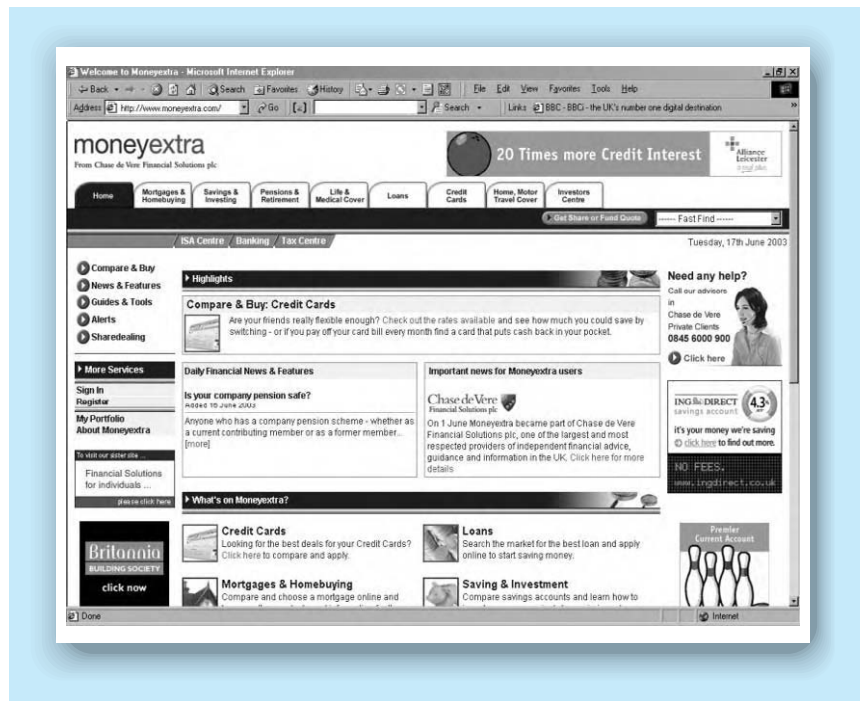 Welcome to Moneyextra - Microsoft Internet Explorer
Back Search Favorites History File Edit View Favorites Tools Help
Address http://www.moneyextra.com/ Go Search Links BBC - BBCi - the UK's number one digital destination
moneyextra
From Chase de Vere Financial Solutions plc
20 Times more Credit Interest
Alliance
Leicester
Home
Mortgages &
Homebuying
Savings &
Investing
Pensions &
Retirement
Life &
Medical Cover
Loans
Credit
Cards
Home, Motor
Travel Cover
Investors
Centre
Get Share or Fund Quote
------ Fast Find ------
ISA Centre / Banking / Tax Centre
Tuesday, 17th June 2003
Compare & Buy
News & Features
Guides & Tools
Alerts
Sharedealing
More Services
Sign In
Register
My Portfolio
About Moneyextra
To visit our sister site ...
Financial Solutions
for individuals ...
please click here
Britannia
BUILDING SOCIETY
click now
Highlights
Compare & Buy: Credit Cards
Are your friends really flexible enough? Check out the rates available and see how much you could save by
switching - or if you pay off your card bill every month find a card that puts cash back in your pocket.
Daily Financial News & Features
Is your company pension safe?
Added 16 June 2003
Anyone who has a company pension scheme - whether as
a current contributing member or as a former member...
[more]
Important news for Moneyextra users
Chase de Vere
Financial Solutions plc
On 1 June Moneyextra became part of Chase de Vere
Financial Solutions plc, one of the largest and most
respected providers of independent financial advice,
guidance and information in the UK. Click here for more
details
What's on Moneyextra?
Credit Cards
Looking for the best deals for your Credit Cards?
Click here to compare and apply.
Loans
Search the market for the best loan and apply
online to start saving money.
Mortgages & Homebuying
Compare and choose a mortgage online and
Saving & Investment
Compare savings accounts and learn how to
Need any help?
Call our advisors
in
Chase de Vere
Private Clients
0845 6000 900
Click here
ING DIRECT
savings account
4.3%
it's your money we're saving
click here to find out more.
NO FEES.
www.ingdirect.co.uk
Premier
Current Account
Done
Internet